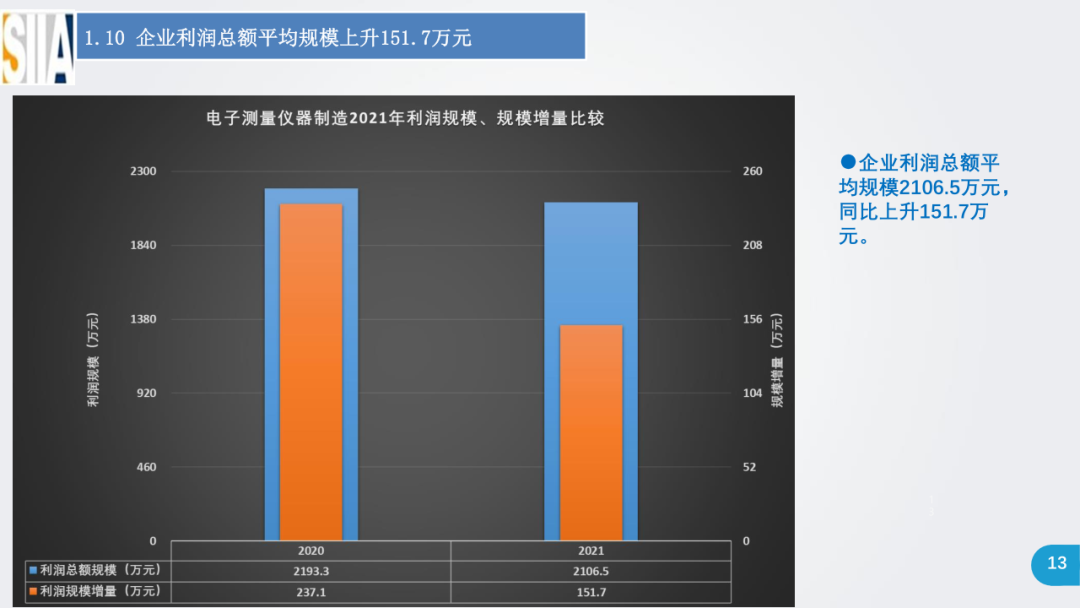 SIIA
1.10 企业利润总额平均规模上升151.7万元
电子测量仪器制造2021年利润规模、规模增量比较
2300
1840
1380
920
460
0
利润规模（万元）
260
208
156
104
52
0
规模增量（万元）
2020 2021
利润总额规模（万元） 2193.3 2106.5
利润规模增量（万元） 237.1 151.7
●企业利润总额平
均规模2106.5万元，
同比上升151.7万
元。
13